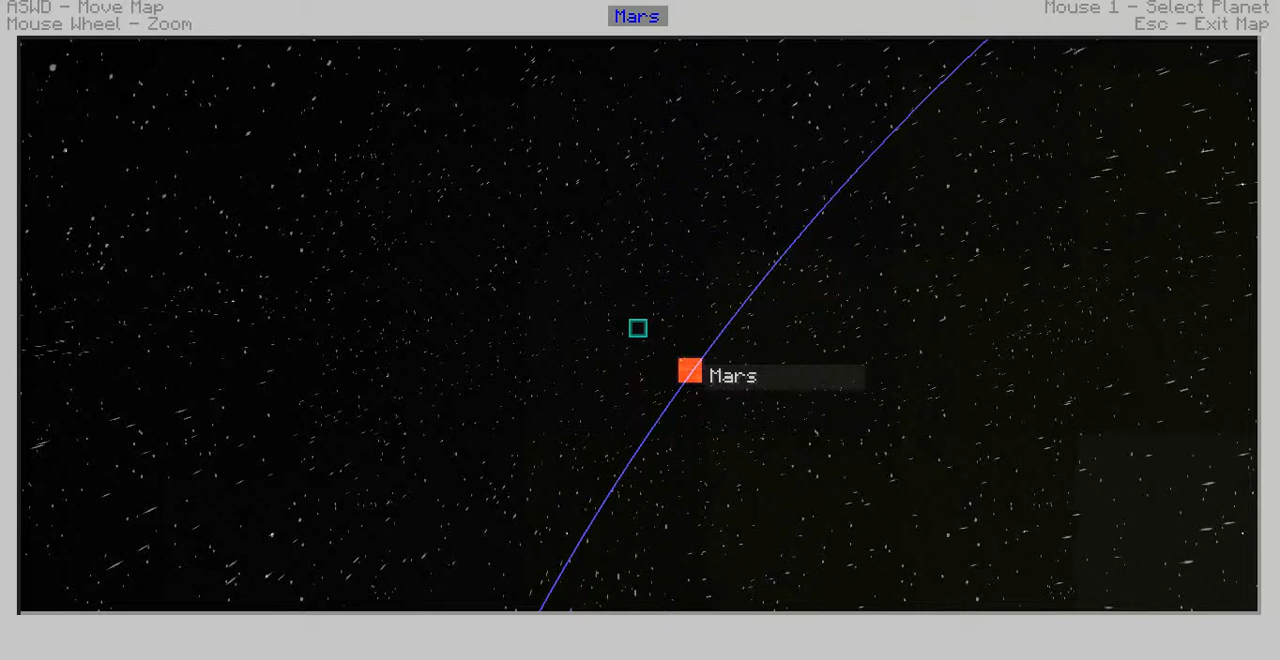 ASWD - Move Map
Mouse Wheel - Zoom
Mars
Mouse 1 - Select Planet
Esc - Exit Map
Mars